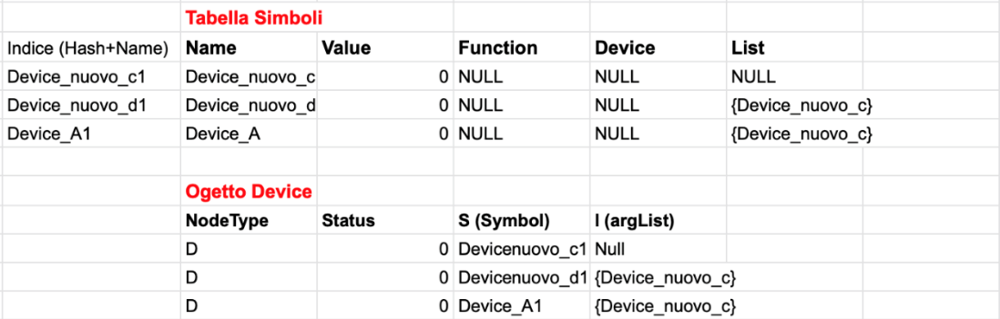 Tabella Simboli
Indice (Hash+Name) Name Value Function Device List
Device_nuovo_c1 Device_nuovo_c 0 NULL NULL NULL
Device_nuovo_d1 Device_nuovo_d 0 NULL NULL {Device_nuovo_c}
Device_A1 Device_A 0 NULL NULL {Device_nuovo_c}
Ogetto Device
NodeType Status S (Symbol) l (argList)
D 0 Devicenuovo_c1 Null
D 0 Devicenuovo_d1 {Device_nuovo_c}
D 0 Device_A1 {Device_nuovo_c}